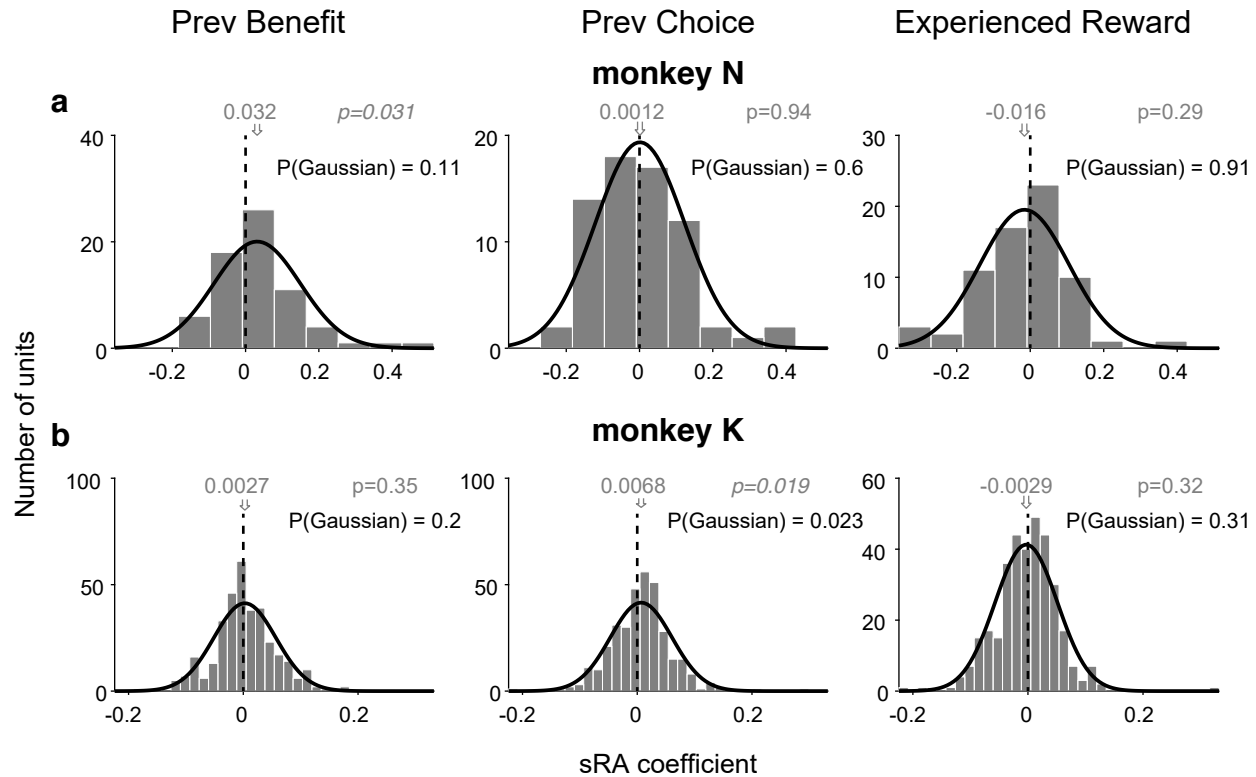 Prev Benefit Prev Choice Experienced Reward
monkey N
a
0.032 p=0.031 0.0012 p=0.94 -0.016 p=0.29
40 20 30
P(Gaussian) = 0.11 P(Gaussian) = 0.6 P(Gaussian) = 0.91
20
20 10
10
0 0 0
-0.2 0 0.2 0.4 -0.2 0 0.2 0.4 -0.2 0 0.2 0.4
Number of units
monkey K
b
100 0.0027 p=0.35 100 0.0068 p=0.019 60 -0.0029 p=0.32
P(Gaussian) = 0.2 P(Gaussian) = 0.023 P(Gaussian) = 0.31
40
50 50
20
0 0 0
-0.2 0 0.2 -0.2 0 0.2 -0.2 0 0.2
sRA coefficient